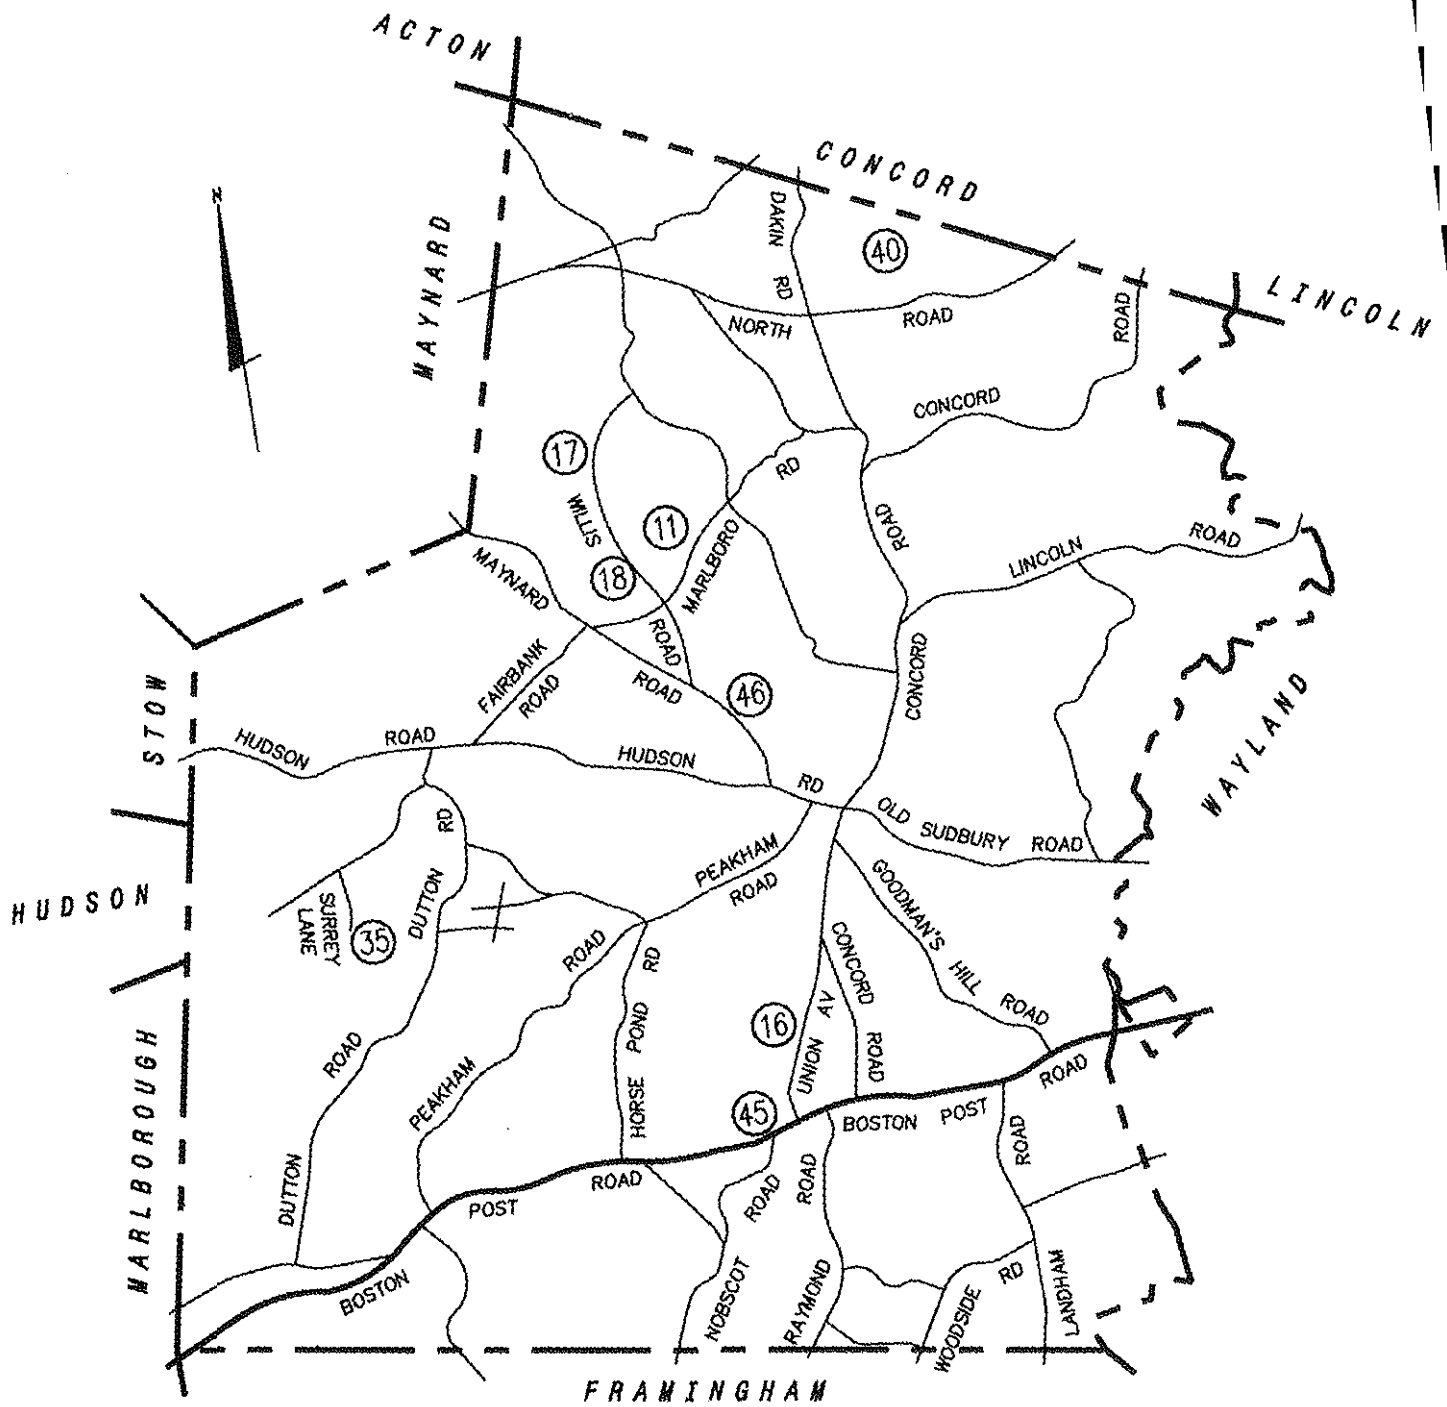 ACTON
CONCORD
LINCOLN
N
MAYNARD
DAKIN RD
40
NORTH ROAD
ROAD
CONCORD
17
WILLIS
11
RD
MARLBORO
ROAD
LINCOLN ROAD
MAYNARD
18
ROAD
FAIRBANK
ROAD
ROAD
46
CONCORD
STOW
HUDSON ROAD
HUDSON RD
WAYLAND
OLD SUDBURY ROAD
RD
DUTTON
PEAKHAM
ROAD
GOODMAN'S HILL ROAD
HUDSON
SURREY
LANE
35
ROAD
RD
CONCORD
ROAD
16
UNION AV
POND
HORSE
MARLBOROUGH
ROAD
PEAKHAM
45
BOSTON POST ROAD
ROAD
DUTTON
POST
ROAD
BOSTON
NOBSCOT
ROAD
RAYMOND
ROAD
WOODSIDE
RD
LANDHAM
FRAMINGHAM